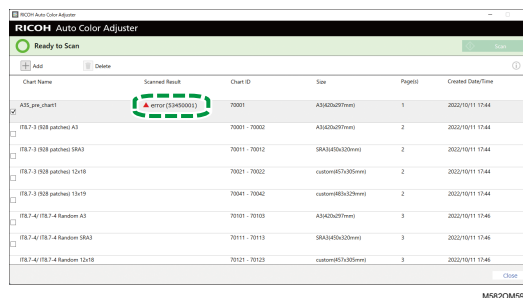 RICOH Auto Color Adjuster
RICOH Auto Color Adjuster
Ready to Scan
Scan
Add Delete
Chart Name Scanned Result Chart ID Size Page(s) Created Date/Time
A3S_pre_chart1 error(53450001) 70001 A3(420x297mm) 1 2022/10/11 17:44
IT8.7-3 (928 patches) A3 70001 - 70002 A3(420x297mm) 2 2022/10/11 17:44
IT8.7-3 (928 patches) SRA3 70011 - 70012 SRA3(450x320mm) 2 2022/10/11 17:44
IT8.7-3 (928 patches) 12x18 70021 - 70022 custom(457x305mm) 2 2022/10/11 17:44
IT8.7-3 (928 patches) 13x19 70041 - 70042 custom(483x329mm) 2 2022/10/11 17:44
IT8.7-4/ IT8.7-4 Random A3 70101 - 70103 A3(420x297mm) 3 2022/10/11 17:46
IT8.7-4/ IT8.7-4 Random SRA3 70111 - 70113 SRA3(450x320mm) 3 2022/10/11 17:46
IT8.7-4/ IT8.7-4 Random 12x18 70121 - 70123 custom(457x305mm) 3 2022/10/11 17:46
Close